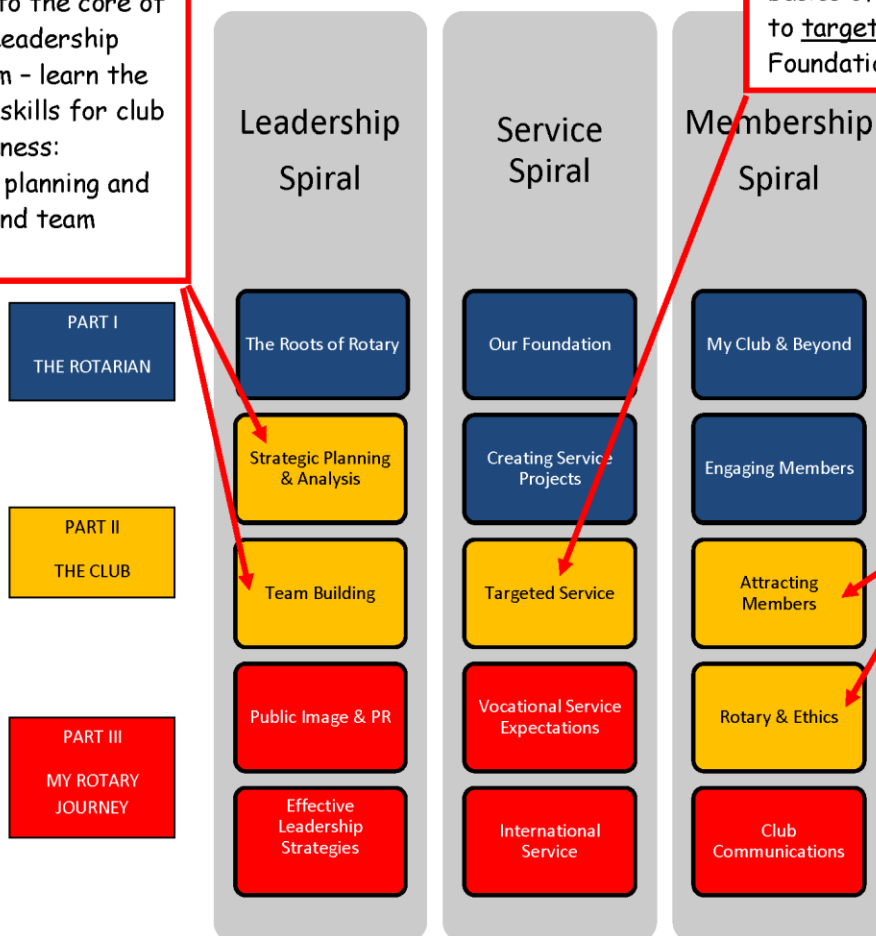 to the core of
eadership
n – learn the
skills for club
ness:
planning and
nd team
to target
Foundatio
Leadership
Spiral
Service
Spiral
Membership
Spiral
PART I
THE ROTARIAN
PART II
THE CLUB
PART III
MY ROTARY
JOURNEY
The Roots of Rotary
Strategic Planning
& Analysis
Team Building
Public Image & PR
Effective
Leadership
Strategies
Our Foundation
Creating Service
Projects
Targeted Service
Vocational Service
Expectations
International
Service
My Club & Beyond
Engaging Members
Attracting
Members
Rotary & Ethics
Club
Communications